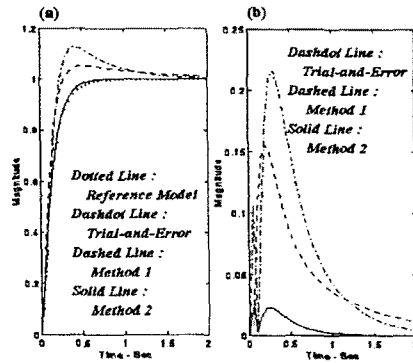 (a)
1.2
1
0.8
0.6
0.4
0.2
0
0
0.5
1
1.5
2
Magnitude
Time - Sec
Dotted Line :
Reference Model
Dashdot Line :
Trial-and-Error
Dashed Line :
Method 1
Solid Line :
Method 2
(b)
0.25
0.2
0.15
0.1
0.05
0
0
0.5
1
1.5
2
Magnitude
Time - Sec
Dashdot Line :
Trial-and-Error
Dashed Line :
Method 1
Solid Line :
Method 2